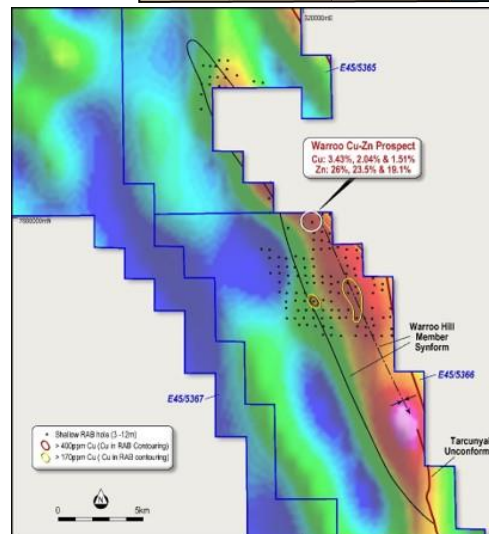 320000mE
E45/5365
Warroo Cu-Zn Prospect
Cu: 3.43%, 2.04% & 1.51%
Zn: 26%, 23.5% & 19.1%
Warroo Hill
Member
Synform
E45/5366
E45/5367
Shallow RAB hole (3 -12m)
> 400ppm Cu (Cu in RAB Contouring)
> 170ppm Cu ( Cu in RAB contouring)
Tarcunyah
Unconform
N
0 5km